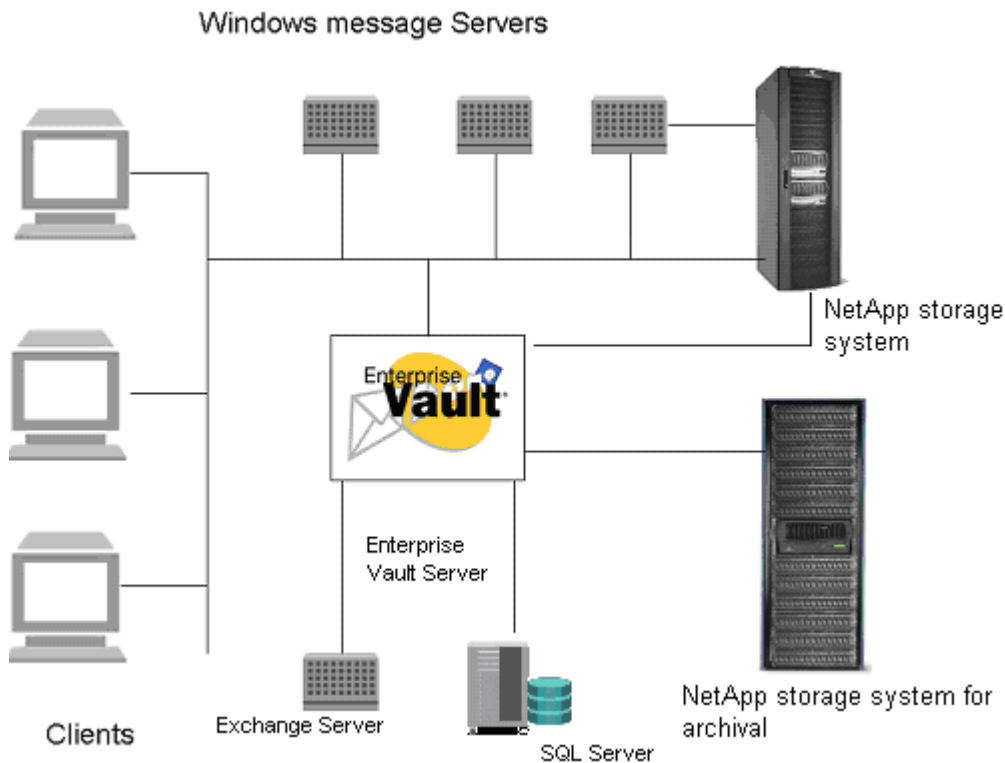 Windows message Servers
NetApp storage
system
Enterprise
Vault
Enterprise
Vault Server
NetApp storage system for
archival
Exchange Server
Clients
SQL Server